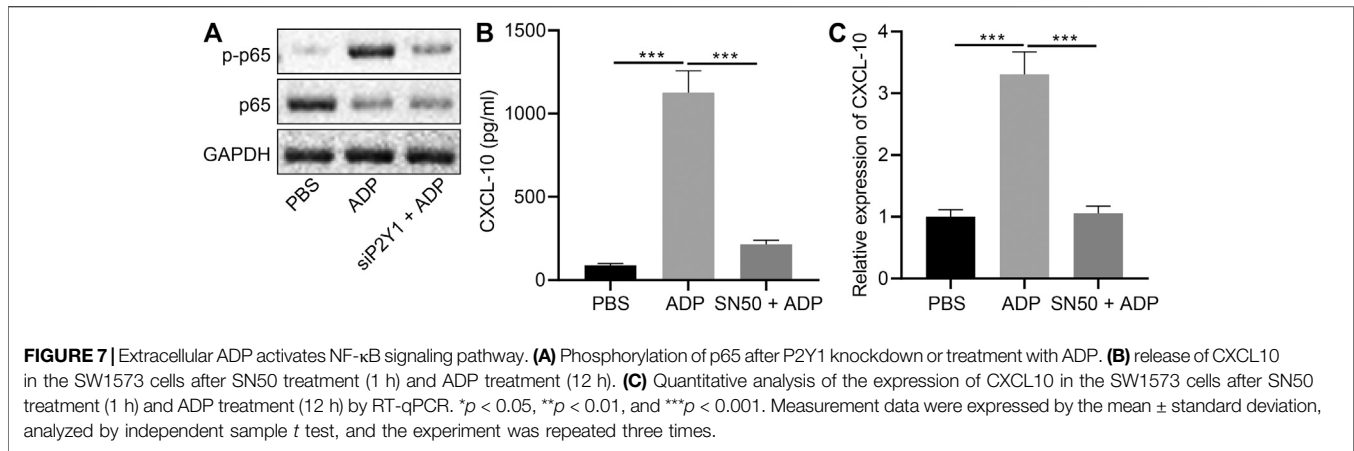 A
p-p65
p65
GAPDH
PBS
ADP
siP2Y1 + ADP
B
CXCL-10 (pg/ml)
1500
1000
500
0
***
***
PBS
ADP
SN50 + ADP
C
Relative expression of CXCL-10
4
3
2
1
0
***
***
PBS
ADP
SN50 + ADP
FIGURE 7 | Extracellular ADP activates NF-κB signaling pathway. (A) Phosphorylation of p65 after P2Y1 knockdown or treatment with ADP. (B) release of CXCL10
in the SW1573 cells after SN50 treatment (1 h) and ADP treatment (12 h). (C) Quantitative analysis of the expression of CXCL10 in the SW1573 cells after SN50
treatment (1 h) and ADP treatment (12 h) by RT-qPCR. *p < 0.05, **p < 0.01, and ***p < 0.001. Measurement data were expressed by the mean ± standard deviation,
analyzed by independent sample t test, and the experiment was repeated three times.